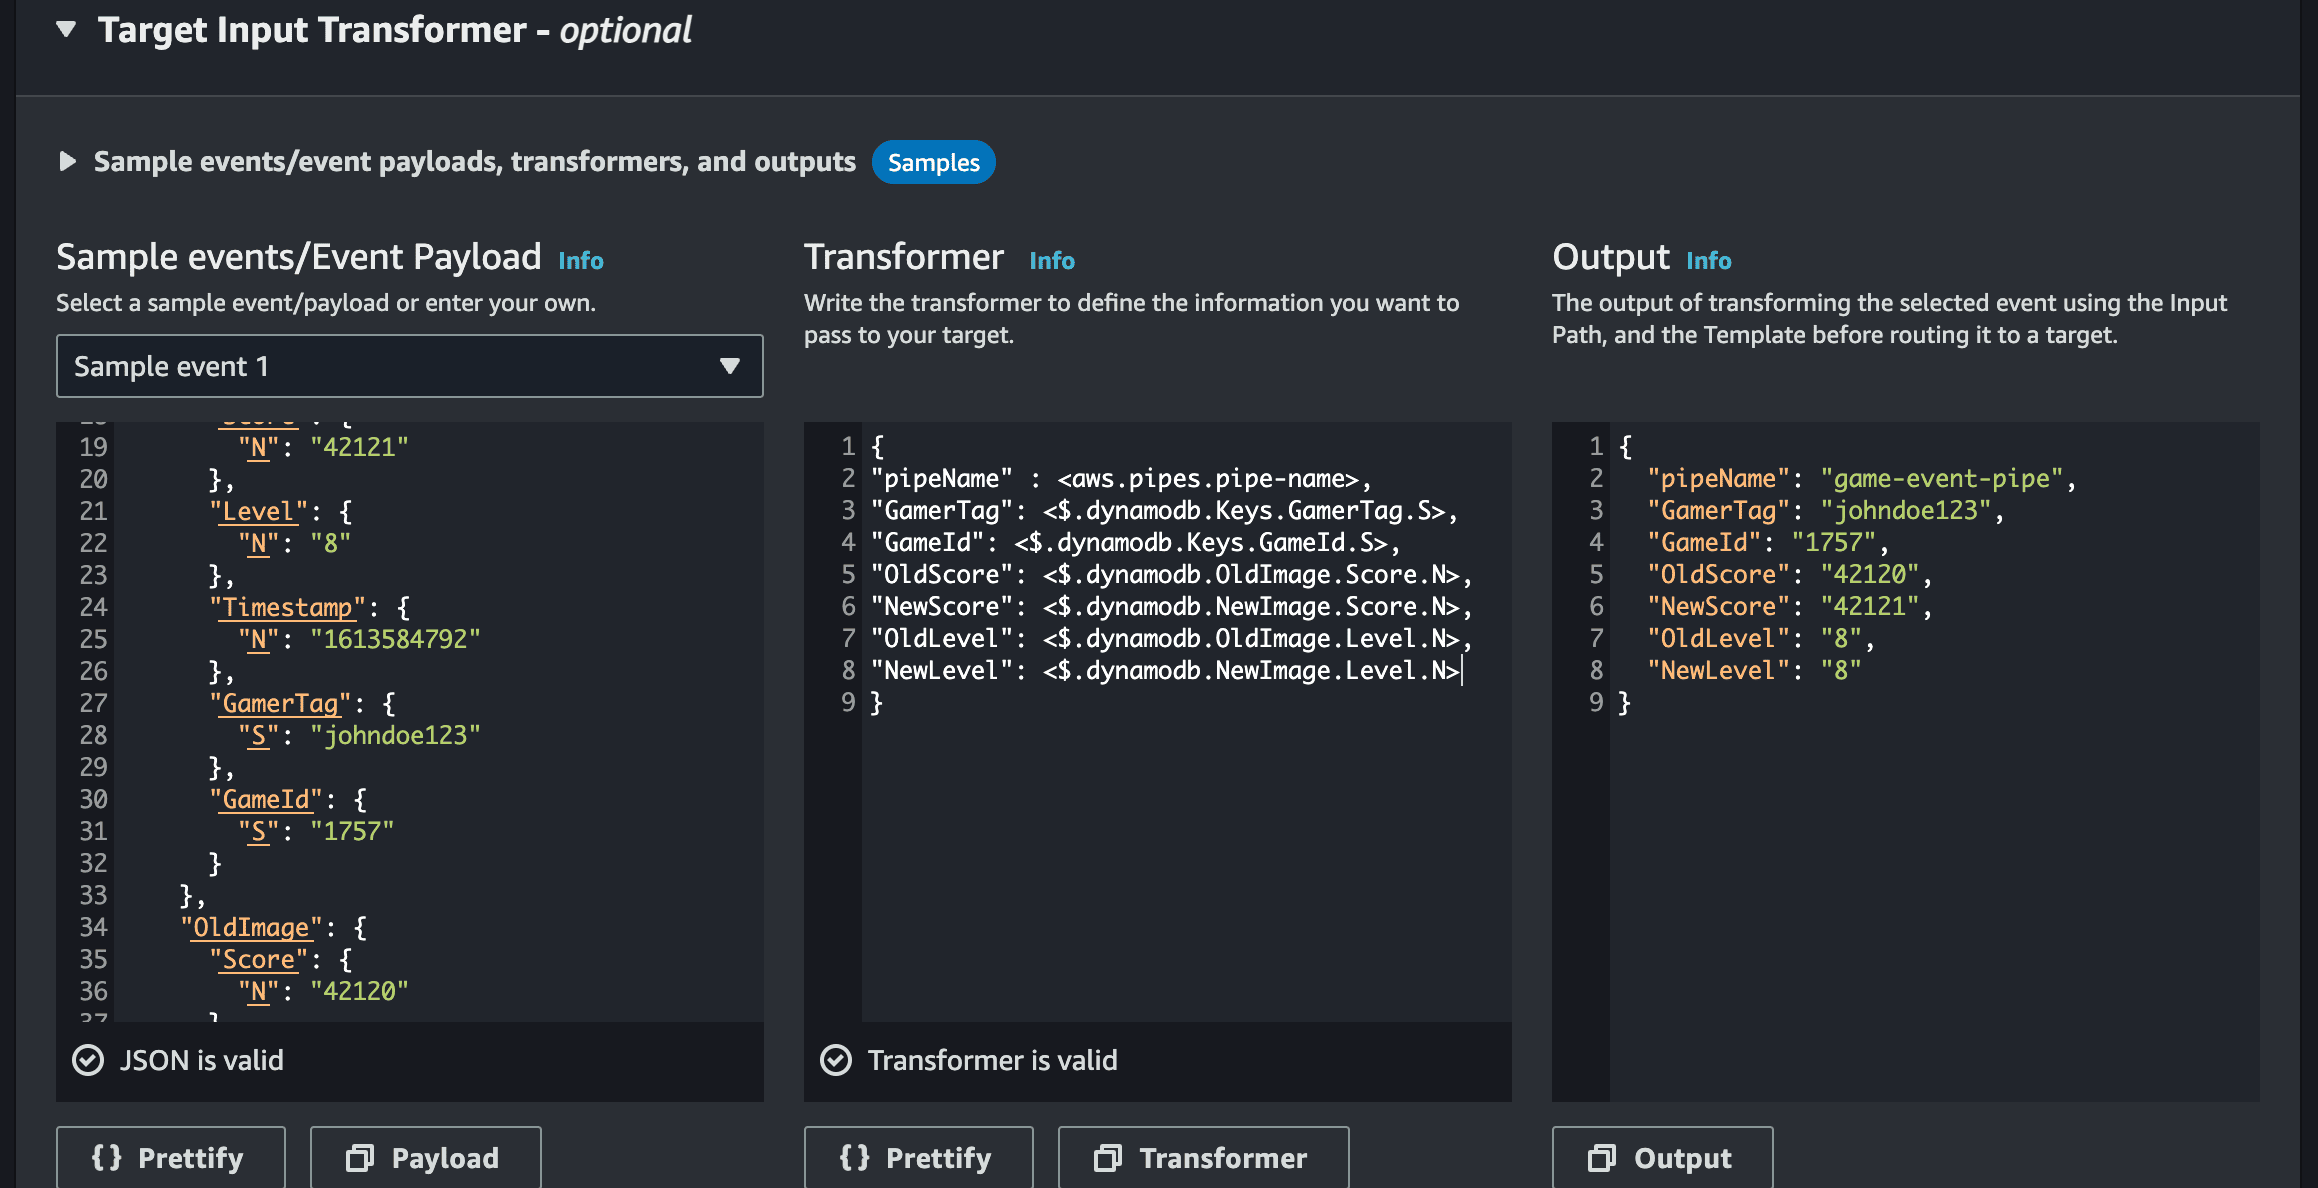 ▼ Target Input Transformer - optional
▶ Sample events/event payloads, transformers, and outputs Samples
Sample events/Event Payload Info
Select a sample event/payload or enter your own.
Sample event 1
19 "N": "42121"
20 },
21 "Level": {
22 "N": "8"
23 },
24 "Timestamp": {
25 "N": "1613584792"
26 },
27 "GamerTag": {
28 "S": "johndoe123"
29 },
30 "GameId": {
31 "S": "1757"
32 }
33 },
34 "OldImage": {
35 "Score": {
36 "N": "42120"
37 }
JSON is valid
{} Prettify
Payload
Transformer Info
Write the transformer to define the information you want to
pass to your target.
1 {
2 "pipeName" : <aws.pipes.pipe-name>,
3 "GamerTag": <$.dynamodb.Keys.GamerTag.S>,
4 "GameId": <$.dynamodb.Keys.GameId.S>,
5 "OldScore": <$.dynamodb.OldImage.Score.N>,
6 "NewScore": <$.dynamodb.NewImage.Score.N>,
7 "OldLevel": <$.dynamodb.OldImage.Level.N>,
8 "NewLevel": <$.dynamodb.NewImage.Level.N>
9 }
Transformer is valid
{} Prettify
Transformer
Output Info
The output of transforming the selected event using the Input
Path, and the Template before routing it to a target.
1 {
2 "pipeName": "game-event-pipe",
3 "GamerTag": "johndoe123",
4 "GameId": "1757",
5 "OldScore": "42120",
6 "NewScore": "42121",
7 "OldLevel": "8",
8 "NewLevel": "8"
9 }
Output